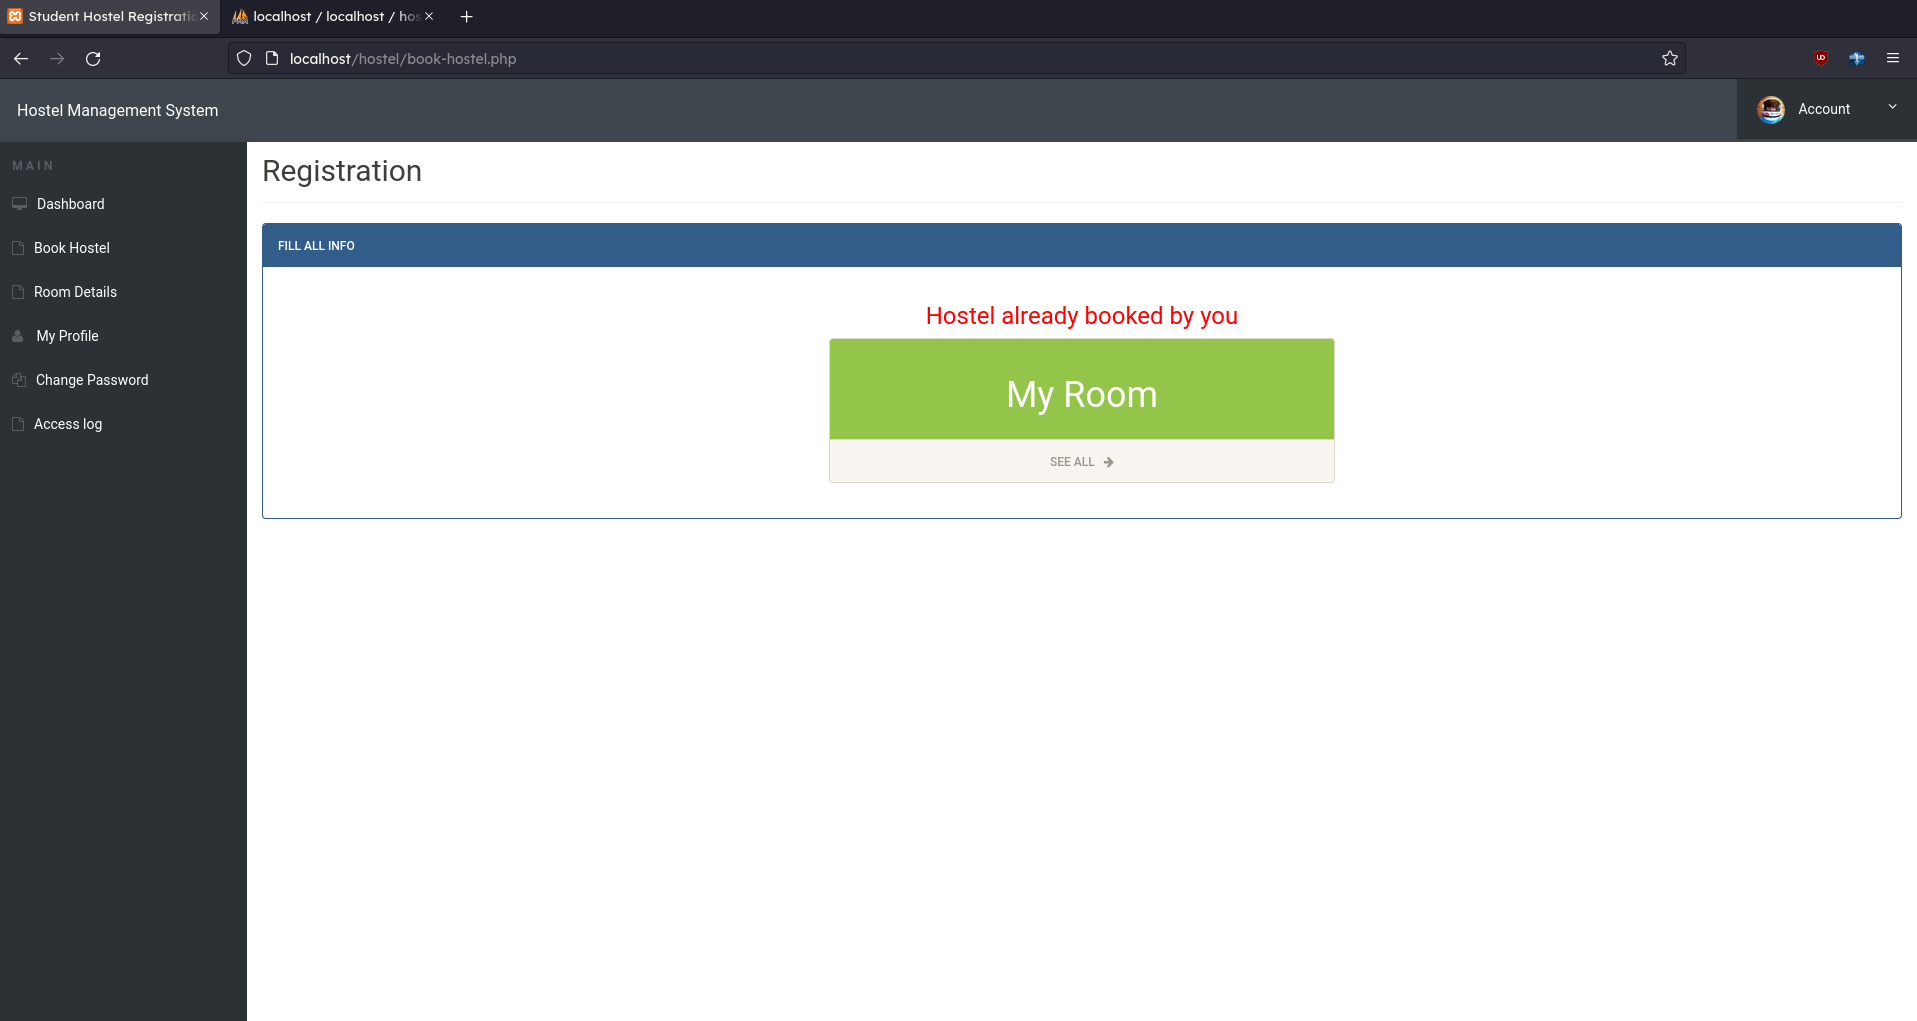 Student Hostel Registratic
localhost / localhost / hos
localhost/hostel/book-hostel.php
Hostel Management System
Account
MAIN
Dashboard
Book Hostel
Room Details
My Profile
Change Password
Access log
Registration
FILL ALL INFO
Hostel already booked by you
My Room
SEE ALL